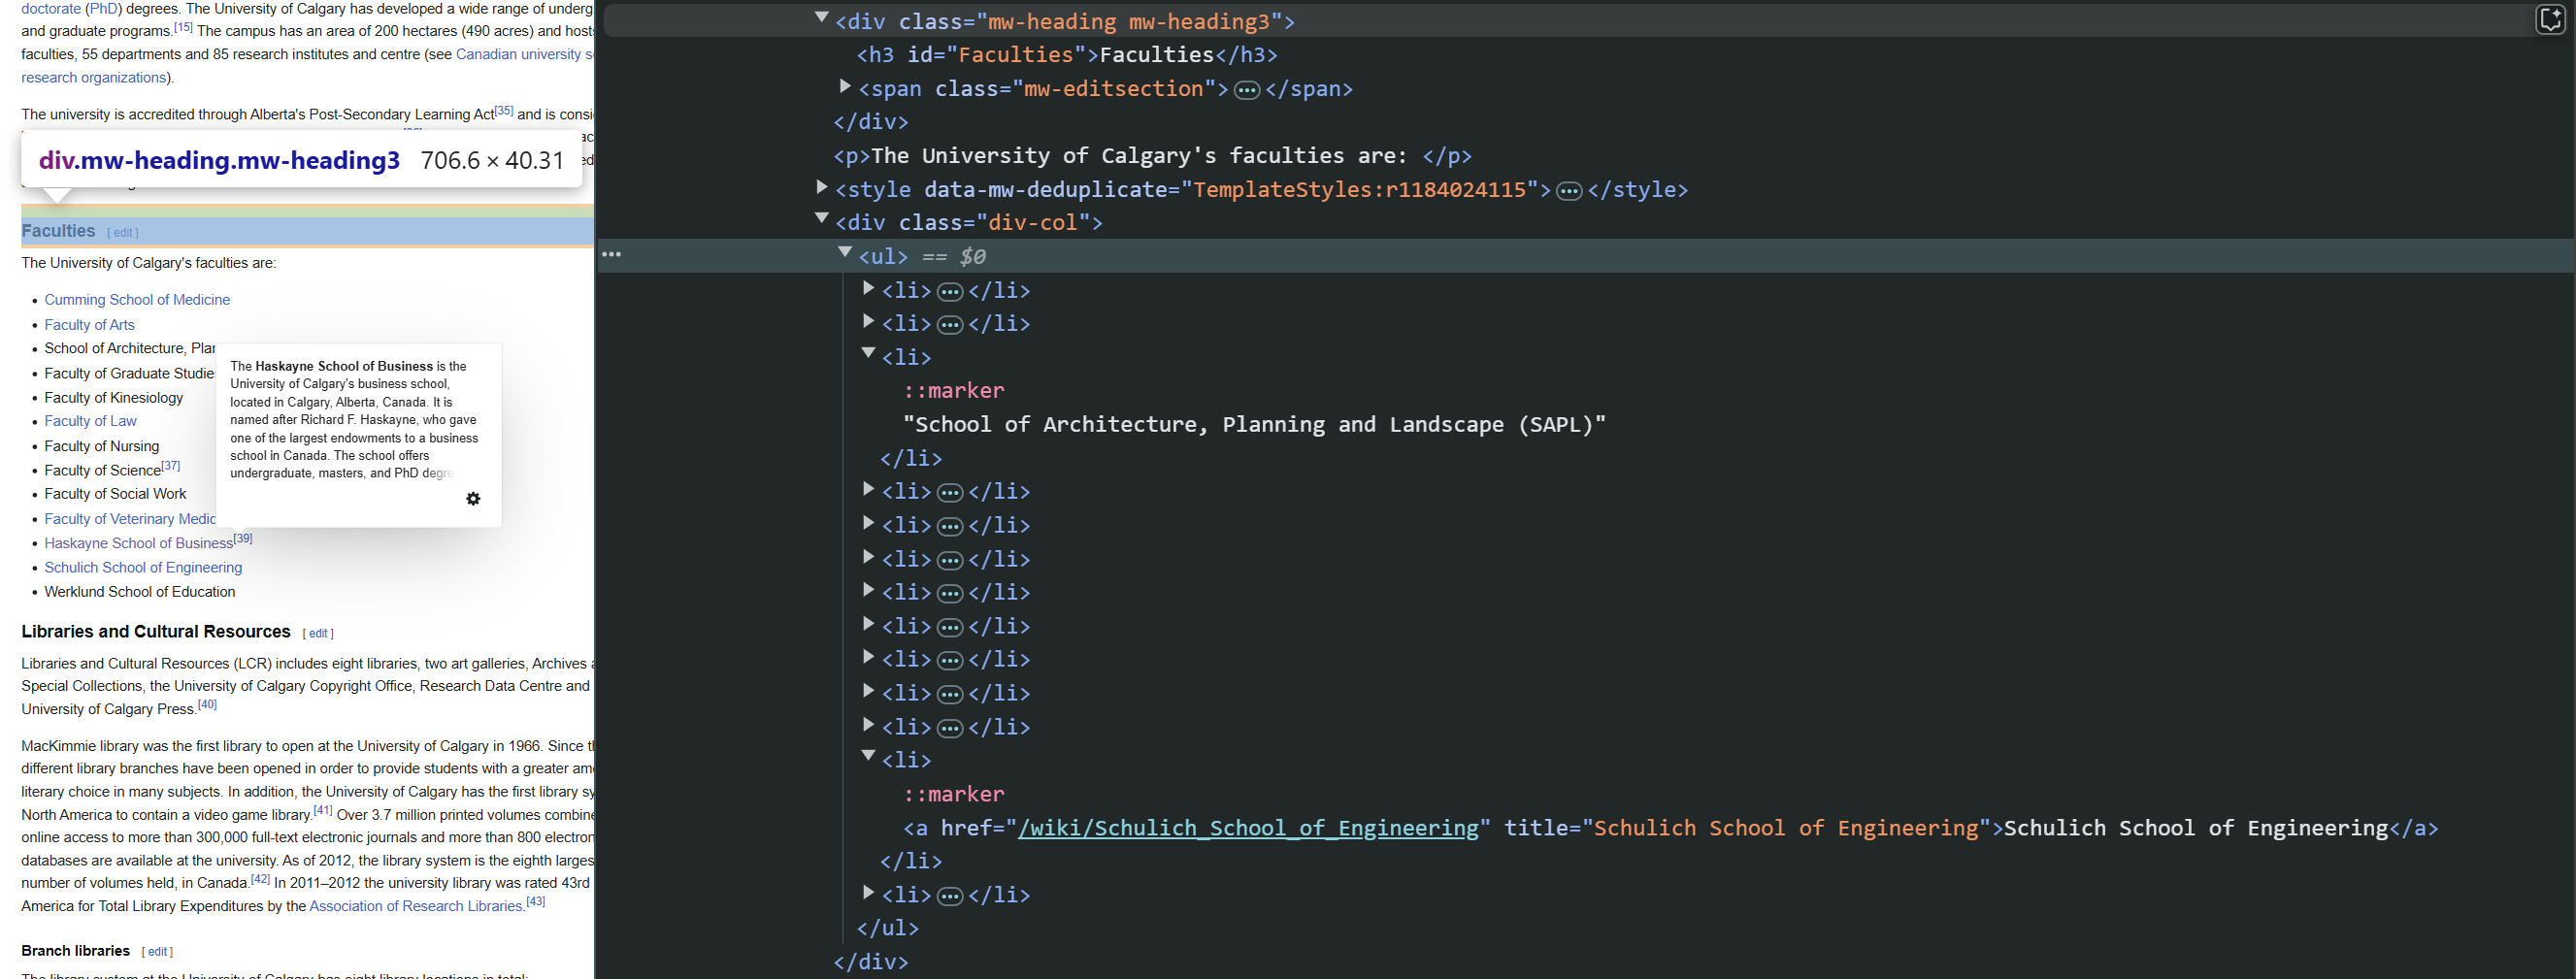 doctorate (PhD) degrees. The University of Calgary has developed a wide range of underg
and graduate programs.[15] The campus has an area of 200 hectares (490 acres) and host
faculties, 55 departments and 85 research institutes and centre (see Canadian university s
research organizations).
The university is accredited through Alberta's Post-Secondary Learning Act[35] and is consi
div.mw-heading.mw-heading3 706.6 × 40.31
Faculties [ edit ]
The University of Calgary's faculties are:
• Cumming School of Medicine
• Faculty of Arts
• School of Architecture, Plan
• Faculty of Graduate Studie
• Faculty of Kinesiology
• Faculty of Law
• Faculty of Nursing
• Faculty of Science[37]
• Faculty of Social Work
• Faculty of Veterinary Medic
• Haskayne School of Business[39]
• Schulich School of Engineering
• Werklund School of Education
The Haskayne School of Business is the
University of Calgary's business school,
located in Calgary, Alberta, Canada. It is
named after Richard F. Haskayne, who gave
one of the largest endowments to a business
school in Canada. The school offers
undergraduate, masters, and PhD degre
Libraries and Cultural Resources [ edit ]
Libraries and Cultural Resources (LCR) includes eight libraries, two art galleries, Archives a
Special Collections, the University of Calgary Copyright Office, Research Data Centre and
University of Calgary Press.[40]
MacKimmie library was the first library to open at the University of Calgary in 1966. Since th
different library branches have been opened in order to provide students with a greater amo
literary choice in many subjects. In addition, the University of Calgary has the first library sy
North America to contain a video game library.[41] Over 3.7 million printed volumes combine
online access to more than 300,000 full-text electronic journals and more than 800 electron
databases are available at the university. As of 2012, the library system is the eighth larges
number of volumes held, in Canada.[42] In 2011–2012 the university library was rated 43rd
America for Total Library Expenditures by the Association of Research Libraries.[43]
Branch libraries [ edit ]
The library system at the University of Calgary has eight library locations in total:
<div class="mw-heading mw-heading3">
<h3 id="Faculties">Faculties</h3>
<span class="mw-editsection">…</span>
</div>
<p>The University of Calgary's faculties are: </p>
<style data-mw-deduplicate="TemplateStyles:r1184024115">…</style>
<div class="div-col">
… <ul> == $0
<li>…</li>
<li>…</li>
<li>
::marker
"School of Architecture, Planning and Landscape (SAPL)"
</li>
<li>…</li>
<li>…</li>
<li>…</li>
<li>…</li>
<li>…</li>
<li>…</li>
<li>…</li>
<li>…</li>
<li>
::marker
<a href="/wiki/Schulich_School_of_Engineering" title="Schulich School of Engineering">Schulich School of Engineering</a>
</li>
<li>…</li>
</ul>
</div>